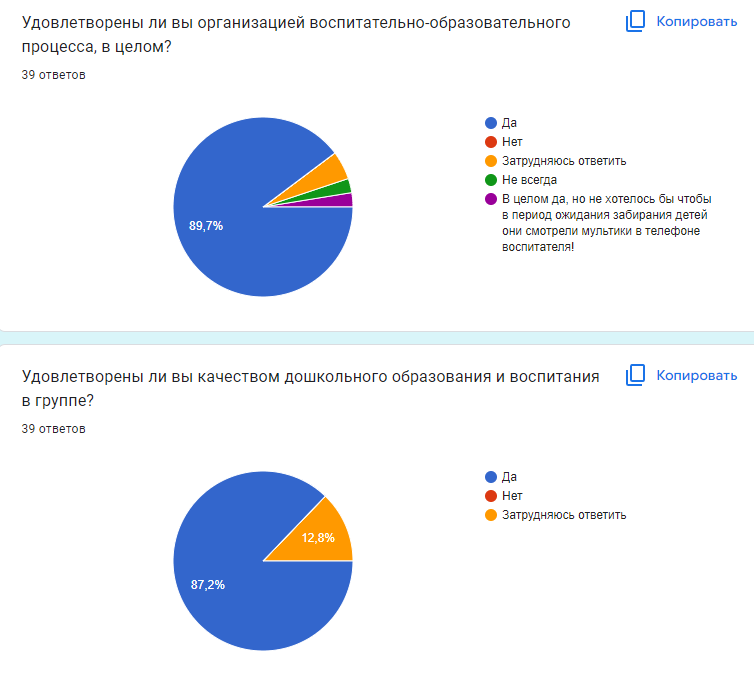 Удовлетворены ли вы организацией воспитательно-образовательного
процесса, в целом?
Копировать
39 ответов
Да
Нет
Затрудняюсь ответить
Не всегда
В целом да, но не хотелось бы чтобы
в период ожидания забирания детей
они смотрели мультики в телефоне
воспитателя!
89,7%
Удовлетворены ли вы качеством дошкольного образования и воспитания
в группе?
Копировать
39 ответов
Да
Нет
Затрудняюсь ответить
12,8%
87,2%